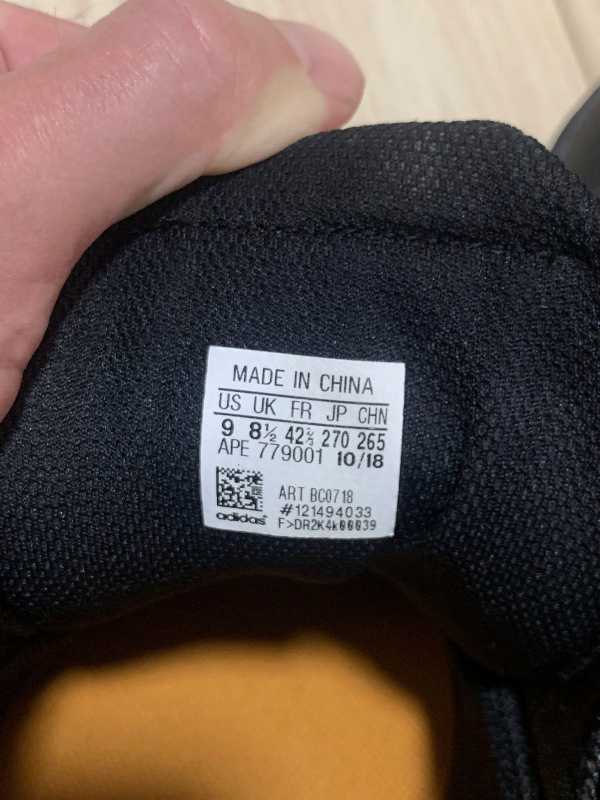 MADE IN CHINA
US UK FR JP CHN
9 8½ 42⅔ 270 265
APE 779001 10/18
ART BC0718
#121494033
adidas F>DR2K4k00039